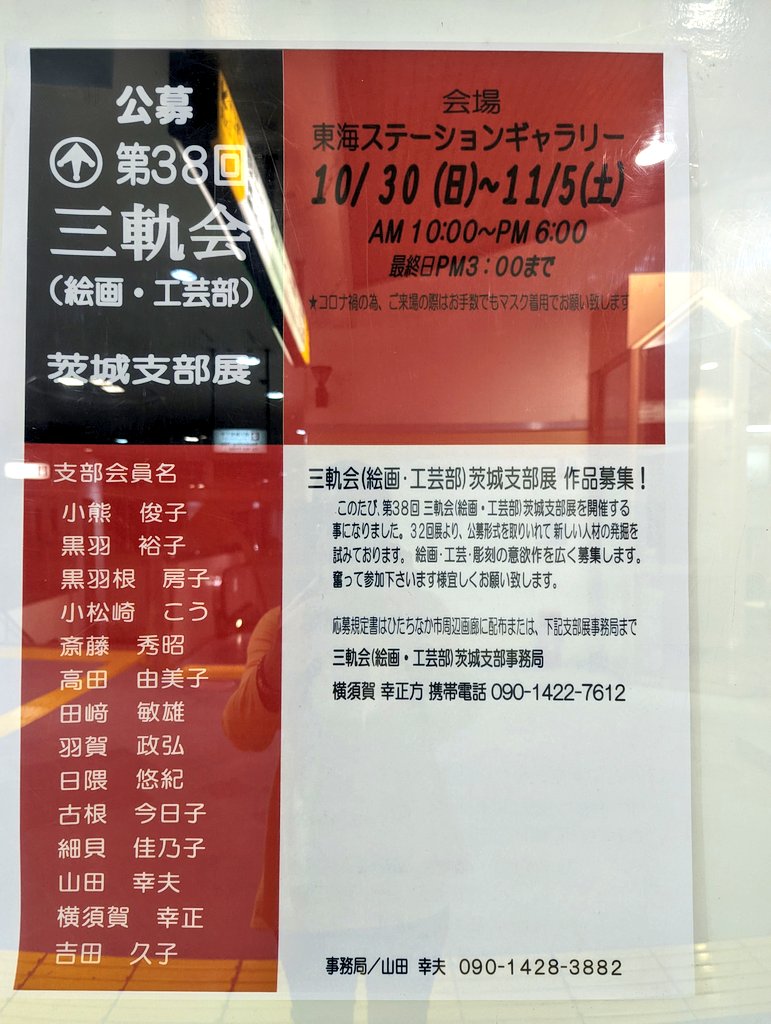 公募
第38回
三軌会
(絵画・工芸部)
茨城支部展
会場
東海ステーションギャラリー
10/30(日)~11/5(土)
AM10:00~PM6:00
最終日PM3:00まで
★コロナ禍の為、ご来場の際はお手数でもマスク着用でお願い致します
支部会員名
小熊 俊子
黒羽 裕子
黒羽根 房子
小松崎 こう
斎藤 秀昭
高田 由美子
田﨑 敏雄
羽賀 政弘
日隈 悠紀
古根 今日子
細貝 佳乃子
山田 幸夫
横須賀 幸正
吉田 久子
三軌会(絵画・工芸部)茨城支部展 作品募集!
このたび、第38回 三軌会(絵画・工芸部)茨城支部展を開催する
事になりました。32回展より、公募形式を取りいれて 新しい人材の発掘を
試みております。 絵画・工芸・彫刻の意欲作を広く募集します。
奮って参加下さいます様宜しくお願い致します。
応募規定書はひたちなか市周辺画廊に配布または、下記支部展事務局まで
三軌会(絵画・工芸部)茨城支部事務局
横須賀 幸正方 携帯電話 090-1422-7612
事務局/山田 幸夫 090-1428-3882